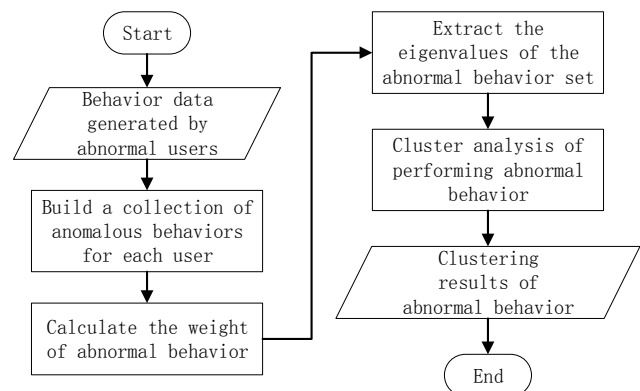 Start
Behavior data
generated by
abnormal users
Build a collection of
anomalous behaviors
for each user
Calculate the weight
of abnormal behavior
Extract the
eigenvalues of the
abnormal behavior set
Cluster analysis of
performing abnormal
behavior
Clustering
results of
abnormal behavior
End